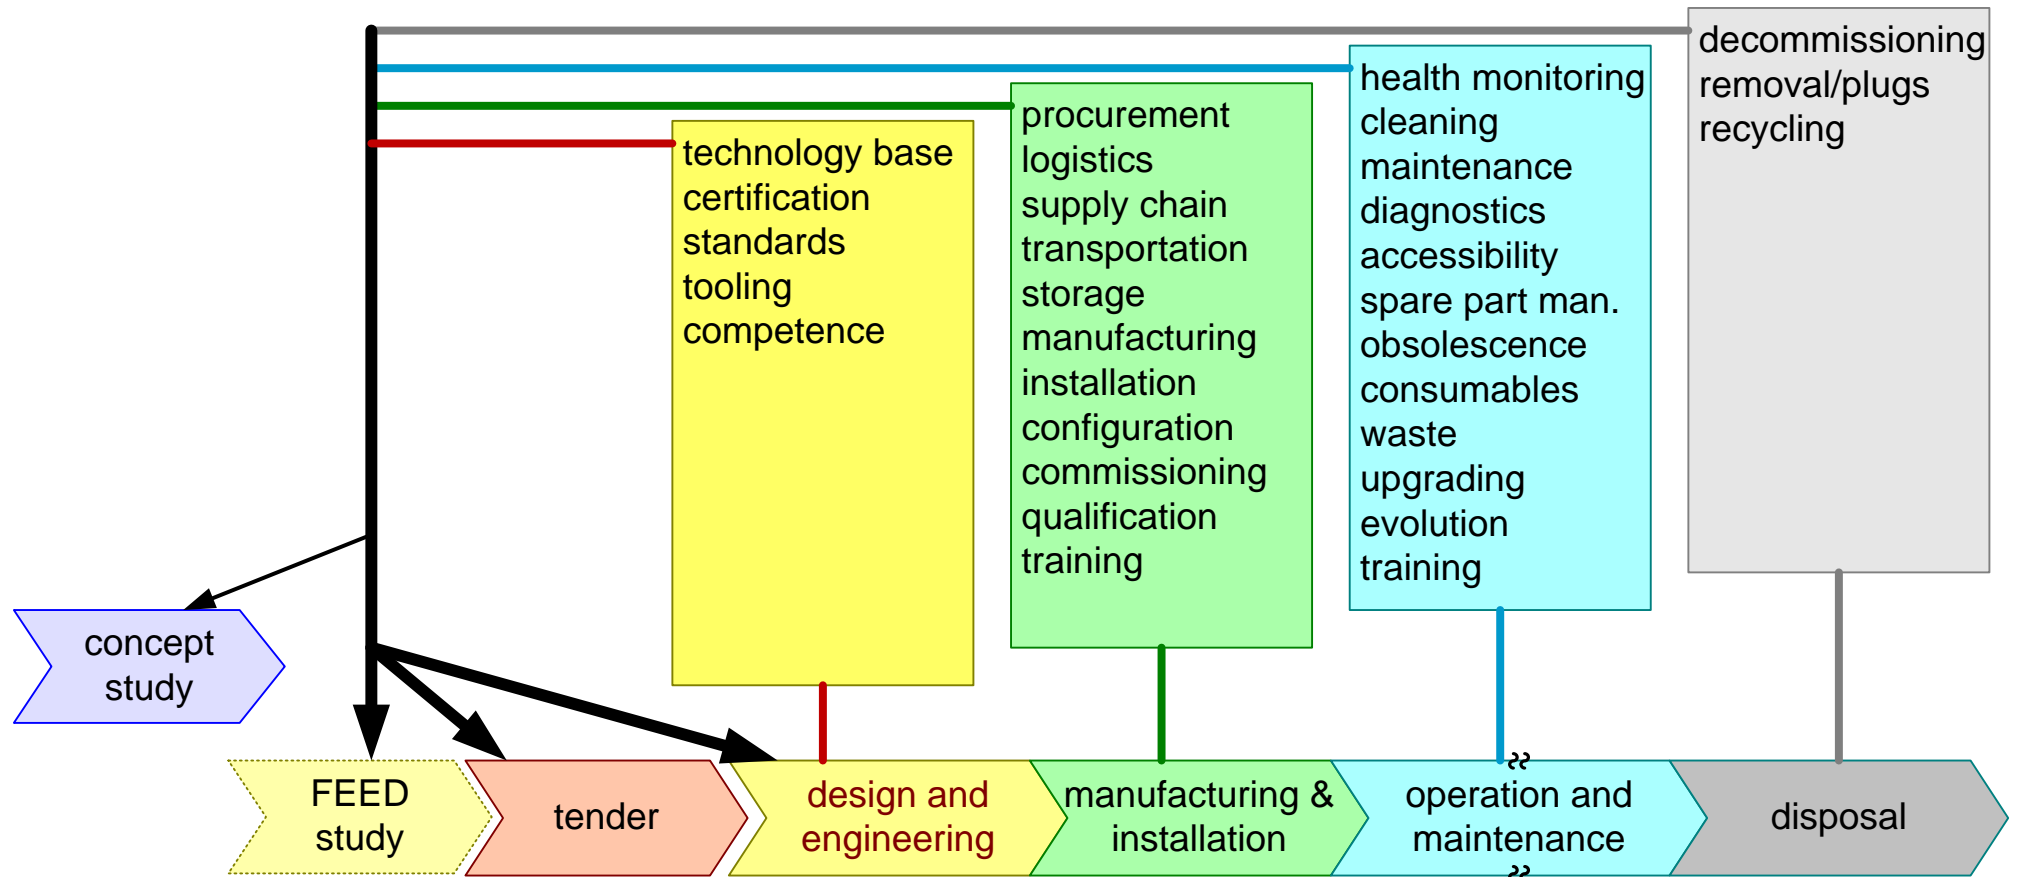 technology base
certification
standards
tooling
competence
procurement
logistics
supply chain
transportation
storage
manufacturing
installation
configuration
commissioning
qualification
training
health monitoring
cleaning
maintenance
diagnostics
accessibility
spare part man.
obsolescence
consumables
waste
upgrading
evolution
training
decommissioning
removal/plugs
recycling
concept
study
FEED
study
tender
design and
engineering
manufacturing &
installation
operation and
maintenance
disposal